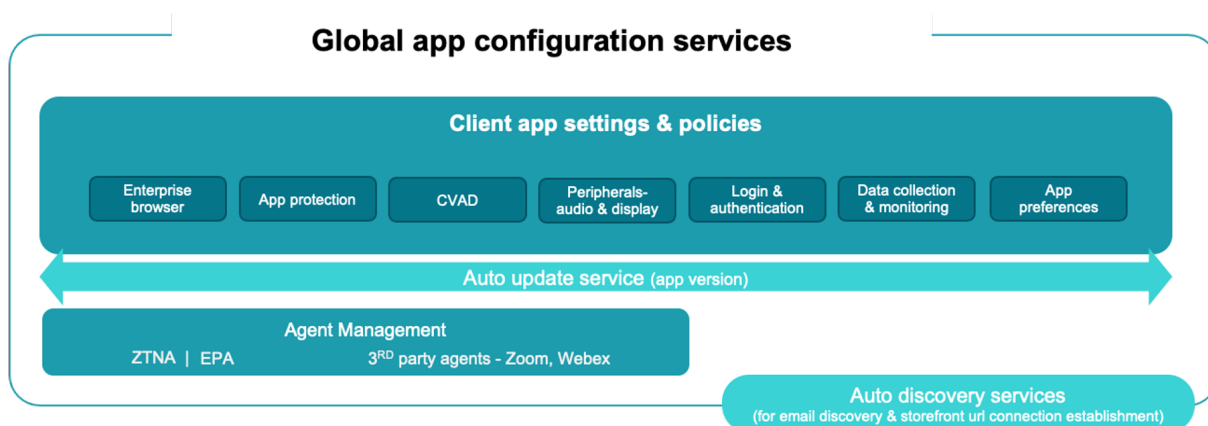 Global app configuration services
Client app settings & policies
Enterprise
browser
App protection
CVAD
Peripherals-
audio & display
Login &
authentication
Data collection
& monitoring
App
preferences
Auto update service (app version)
Agent Management
ZTNA | EPA
3RD party agents - Zoom, Webex
Auto discovery services
(for email discovery & storefront url connection establishment)